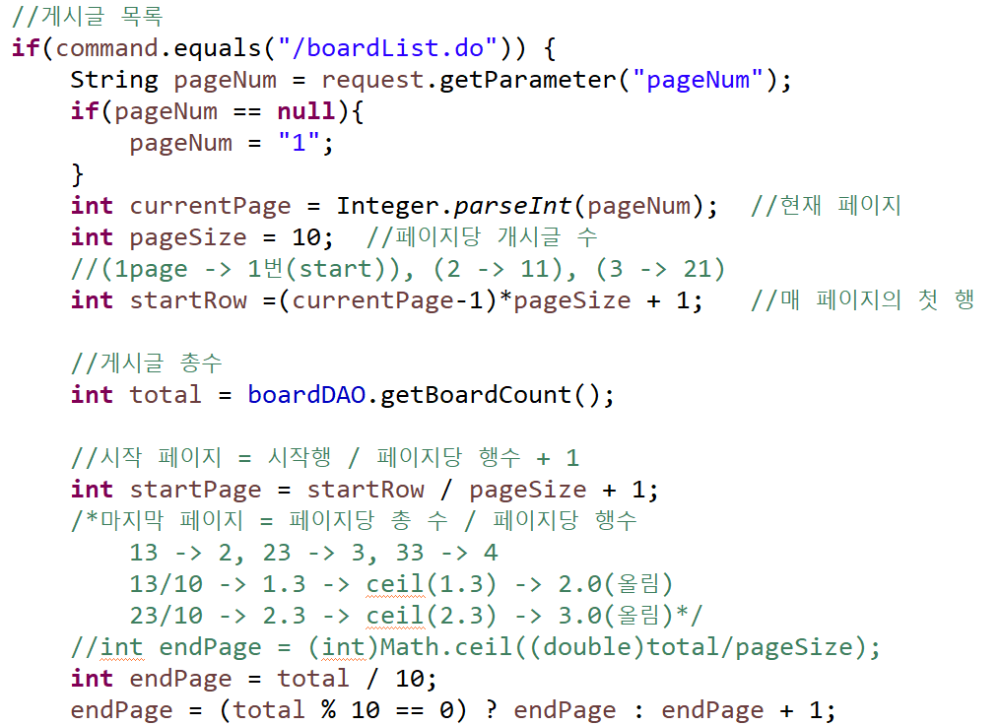 //게시글 목록
if(command.equals("/boardList.do")) {
    String pageNum = request.getParameter("pageNum");
    if(pageNum == null){
        pageNum = "1";
    }
    int currentPage = Integer.parseInt(pageNum);  //현재 페이지
    int pageSize = 10;  //페이지당 개시글 수
    //(1page -> 1번(start)), (2 -> 11), (3 -> 21)
    int startRow =(currentPage-1)*pageSize + 1;   //매 페이지의 첫 행
    //게시글 총수
    int total = boardDAO.getBoardCount();
    //시작 페이지 = 시작행 / 페이지당 행수 + 1
    int startPage = startRow / pageSize + 1;
    /*마지막 페이지 = 페이지당 총 수 / 페이지당 행수
        13 -> 2, 23 -> 3, 33 -> 4
        13/10 -> 1.3 -> ceil(1.3) -> 2.0(올림)
        23/10 -> 2.3 -> ceil(2.3) -> 3.0(올림)*/
    //int endPage = (int)Math.ceil((double)total/pageSize);
    int endPage = total / 10;
    endPage = (total % 10 == 0) ? endPage : endPage + 1;